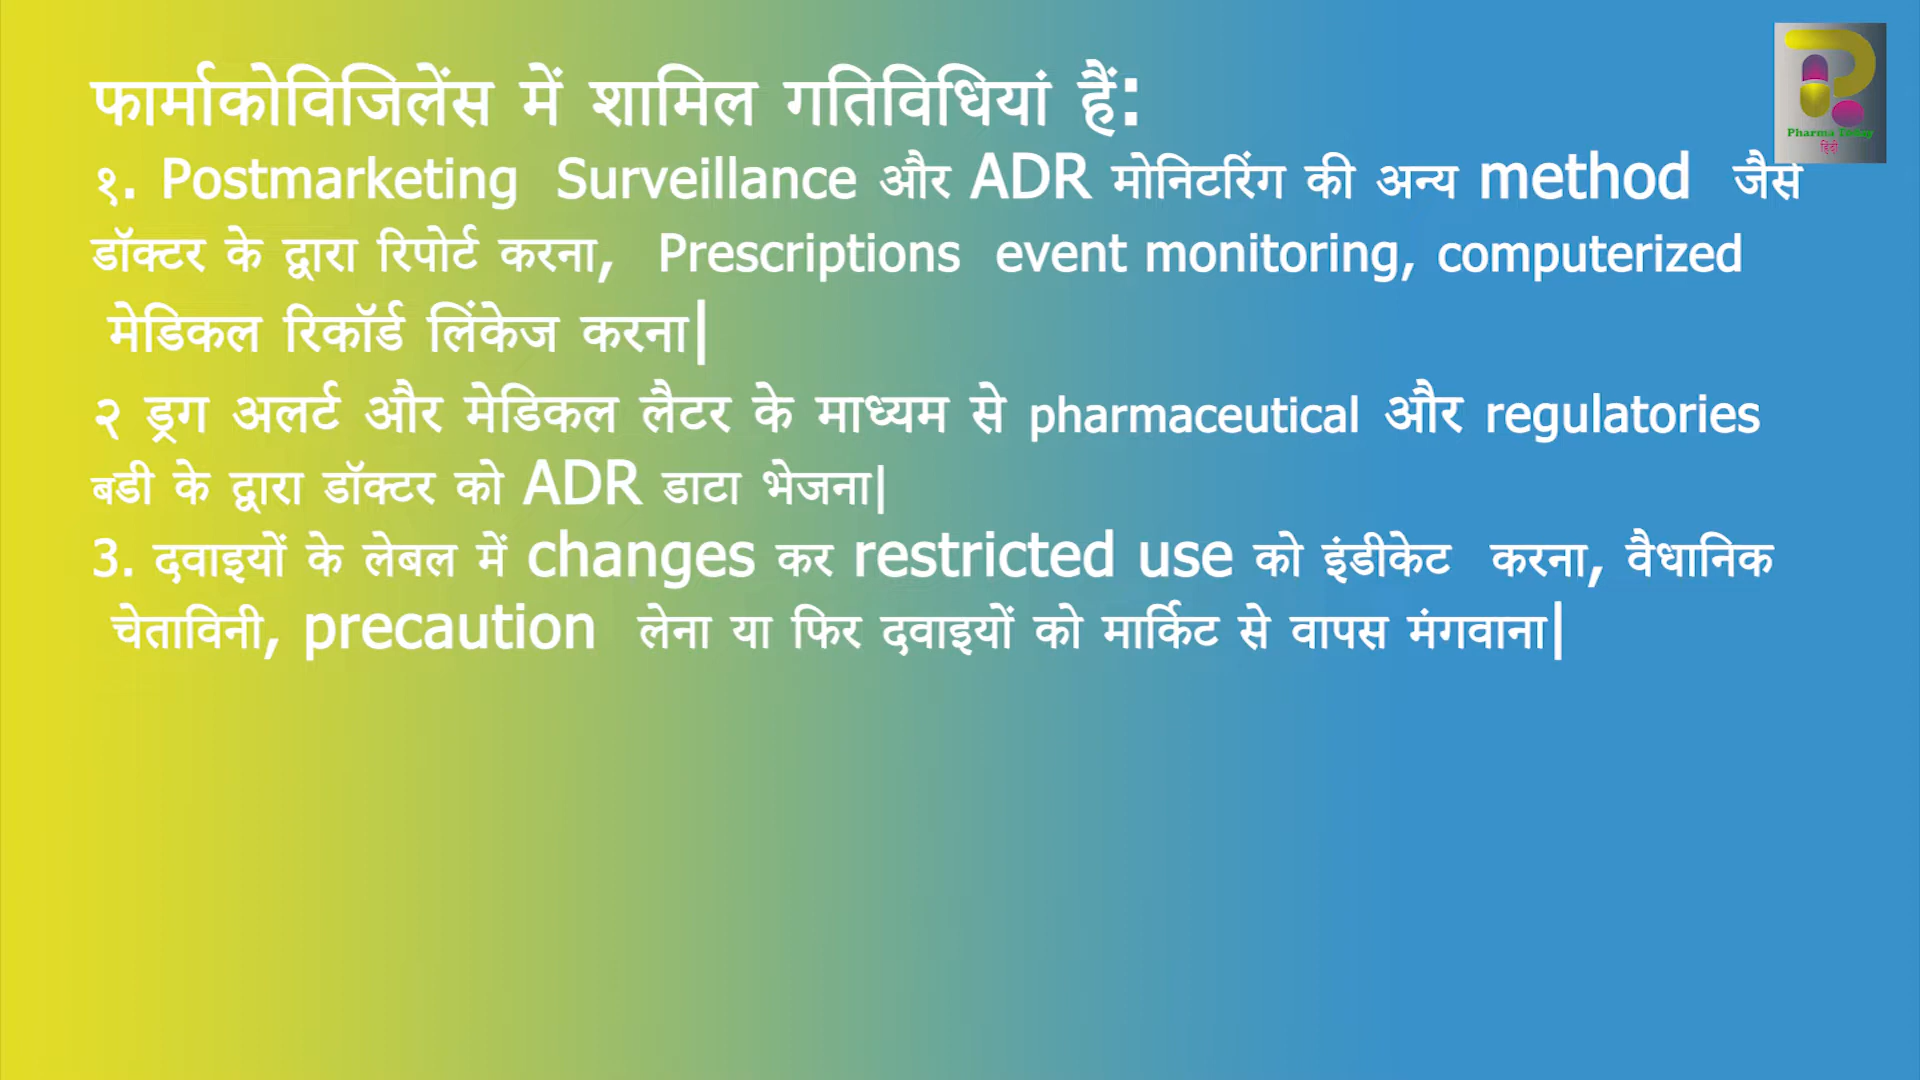 फार्माकोविजिलेंस में शामिल गतिविधियां हैं:
Pharma Today
हिंदी
१. Postmarketing Surveillance और ADR मोनिटरिंग की अन्य method जैसे
डॉक्टर के द्वारा रिपोर्ट करना, Prescriptions event monitoring, computerized
मेडिकल रिकॉर्ड लिंकेज करना|
२ ड्रग अलर्ट और मेडिकल लैटर के माध्यम से pharmaceutical और regulatories
बडी के द्वारा डॉक्टर को ADR डाटा भेजना|
3. दवाइयों के लेबल में changes कर restricted use को इंडीकेट करना, वैधानिक
चेताविनी, precaution लेना या फिर दवाइयों को मार्किट से वापस मंगवाना|